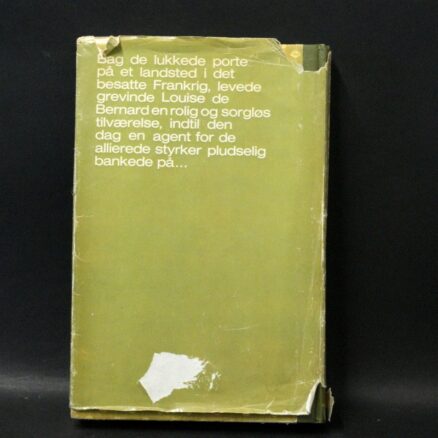 Bag de lukkede porte
på et landsted i det
besatte Frankrig, levede
grevinde Louise de
Bernard en rolig og sorgløs
tilværelse, indtil den
dag en agent for de
allierede styrker pludselig
bankede på...